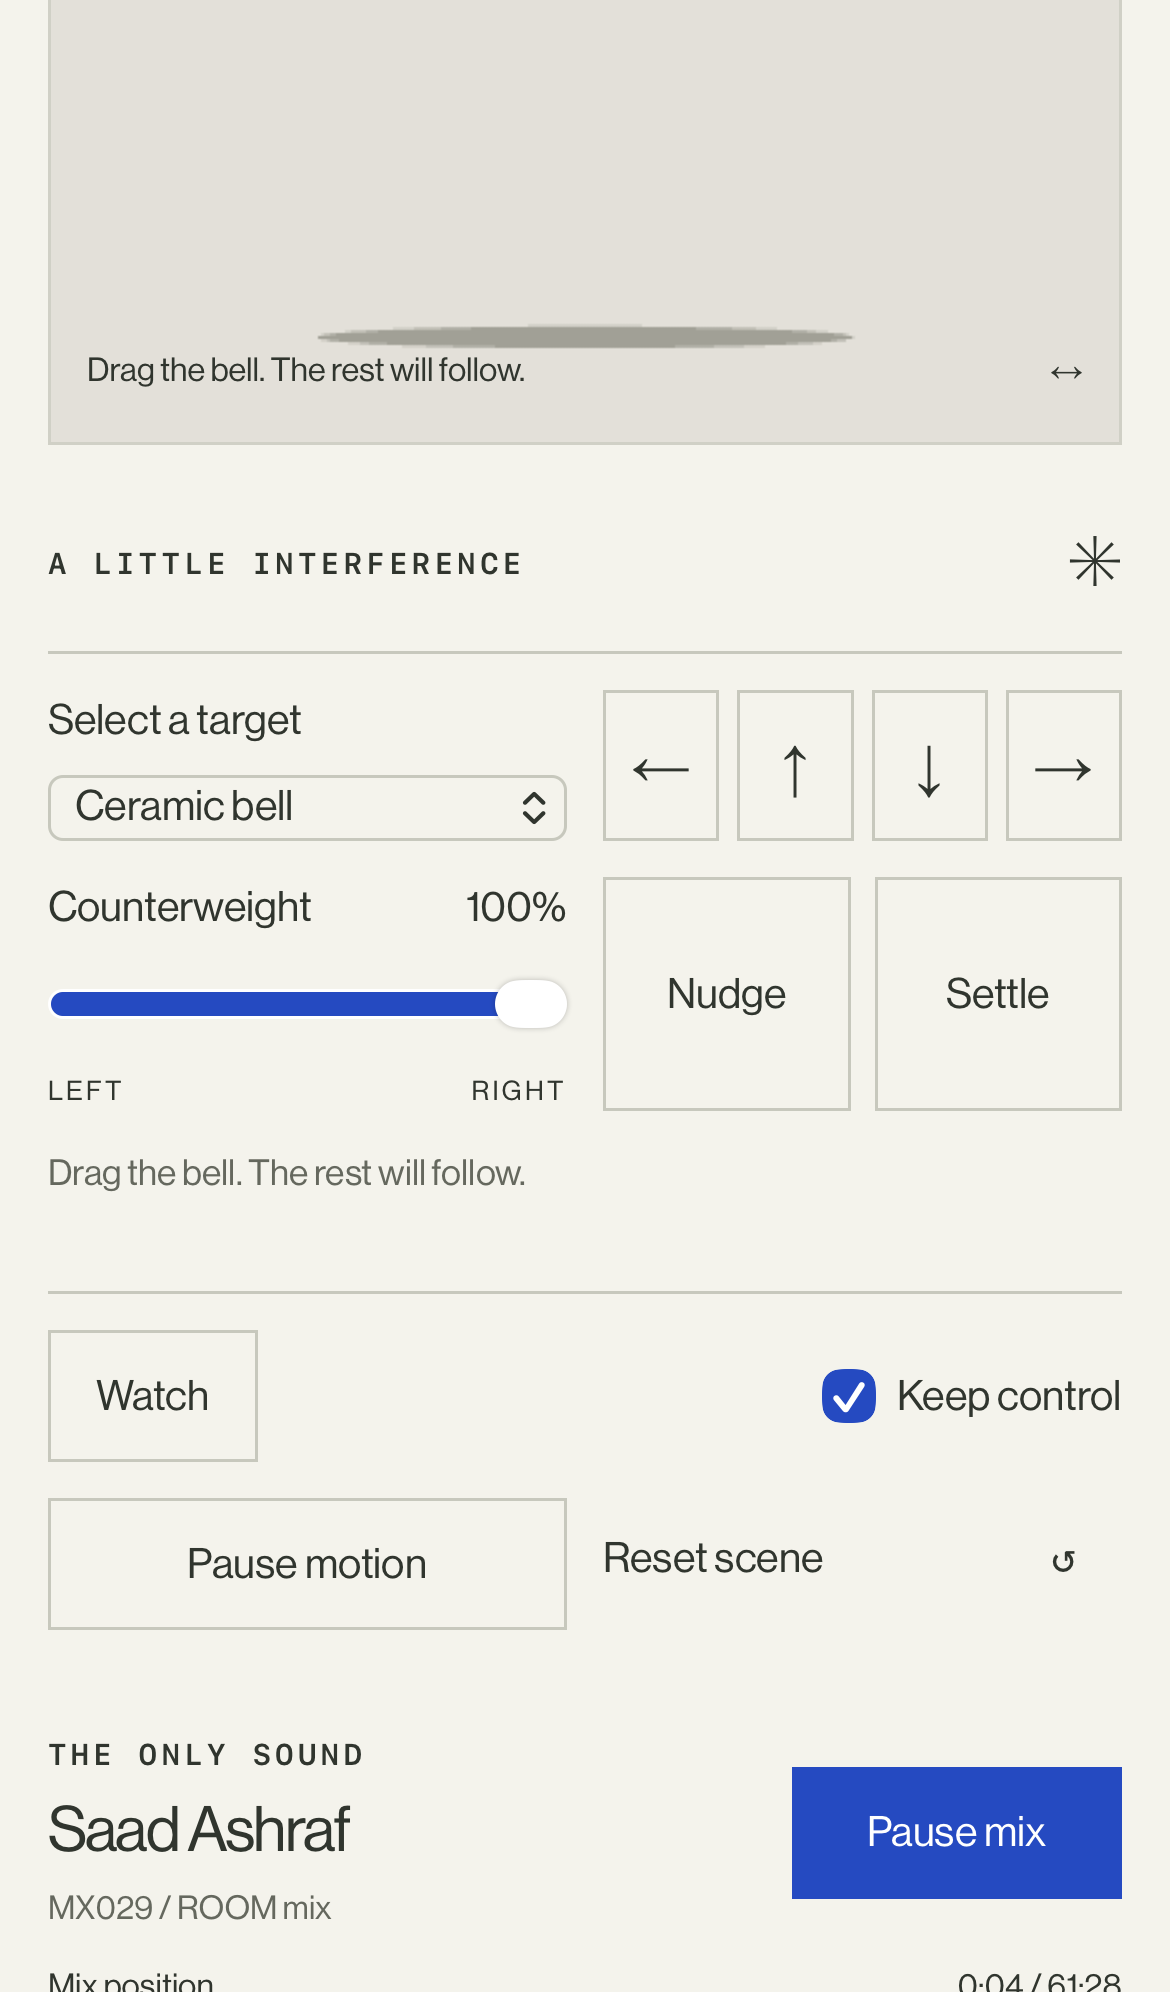 Drag the bell. The rest will follow. ↔
A LITTLE INTERFERENCE
Select a target
← ↑ ↓ →
Ceramic bell
Counterweight 100%
Nudge Settle
LEFT RIGHT
Drag the bell. The rest will follow.
Watch
Keep control
Pause motion
Reset scene ↺
THE ONLY SOUND
Saad Ashraf
Pause mix
MX029 / ROOM mix
Mix position 0:04 / 61:28